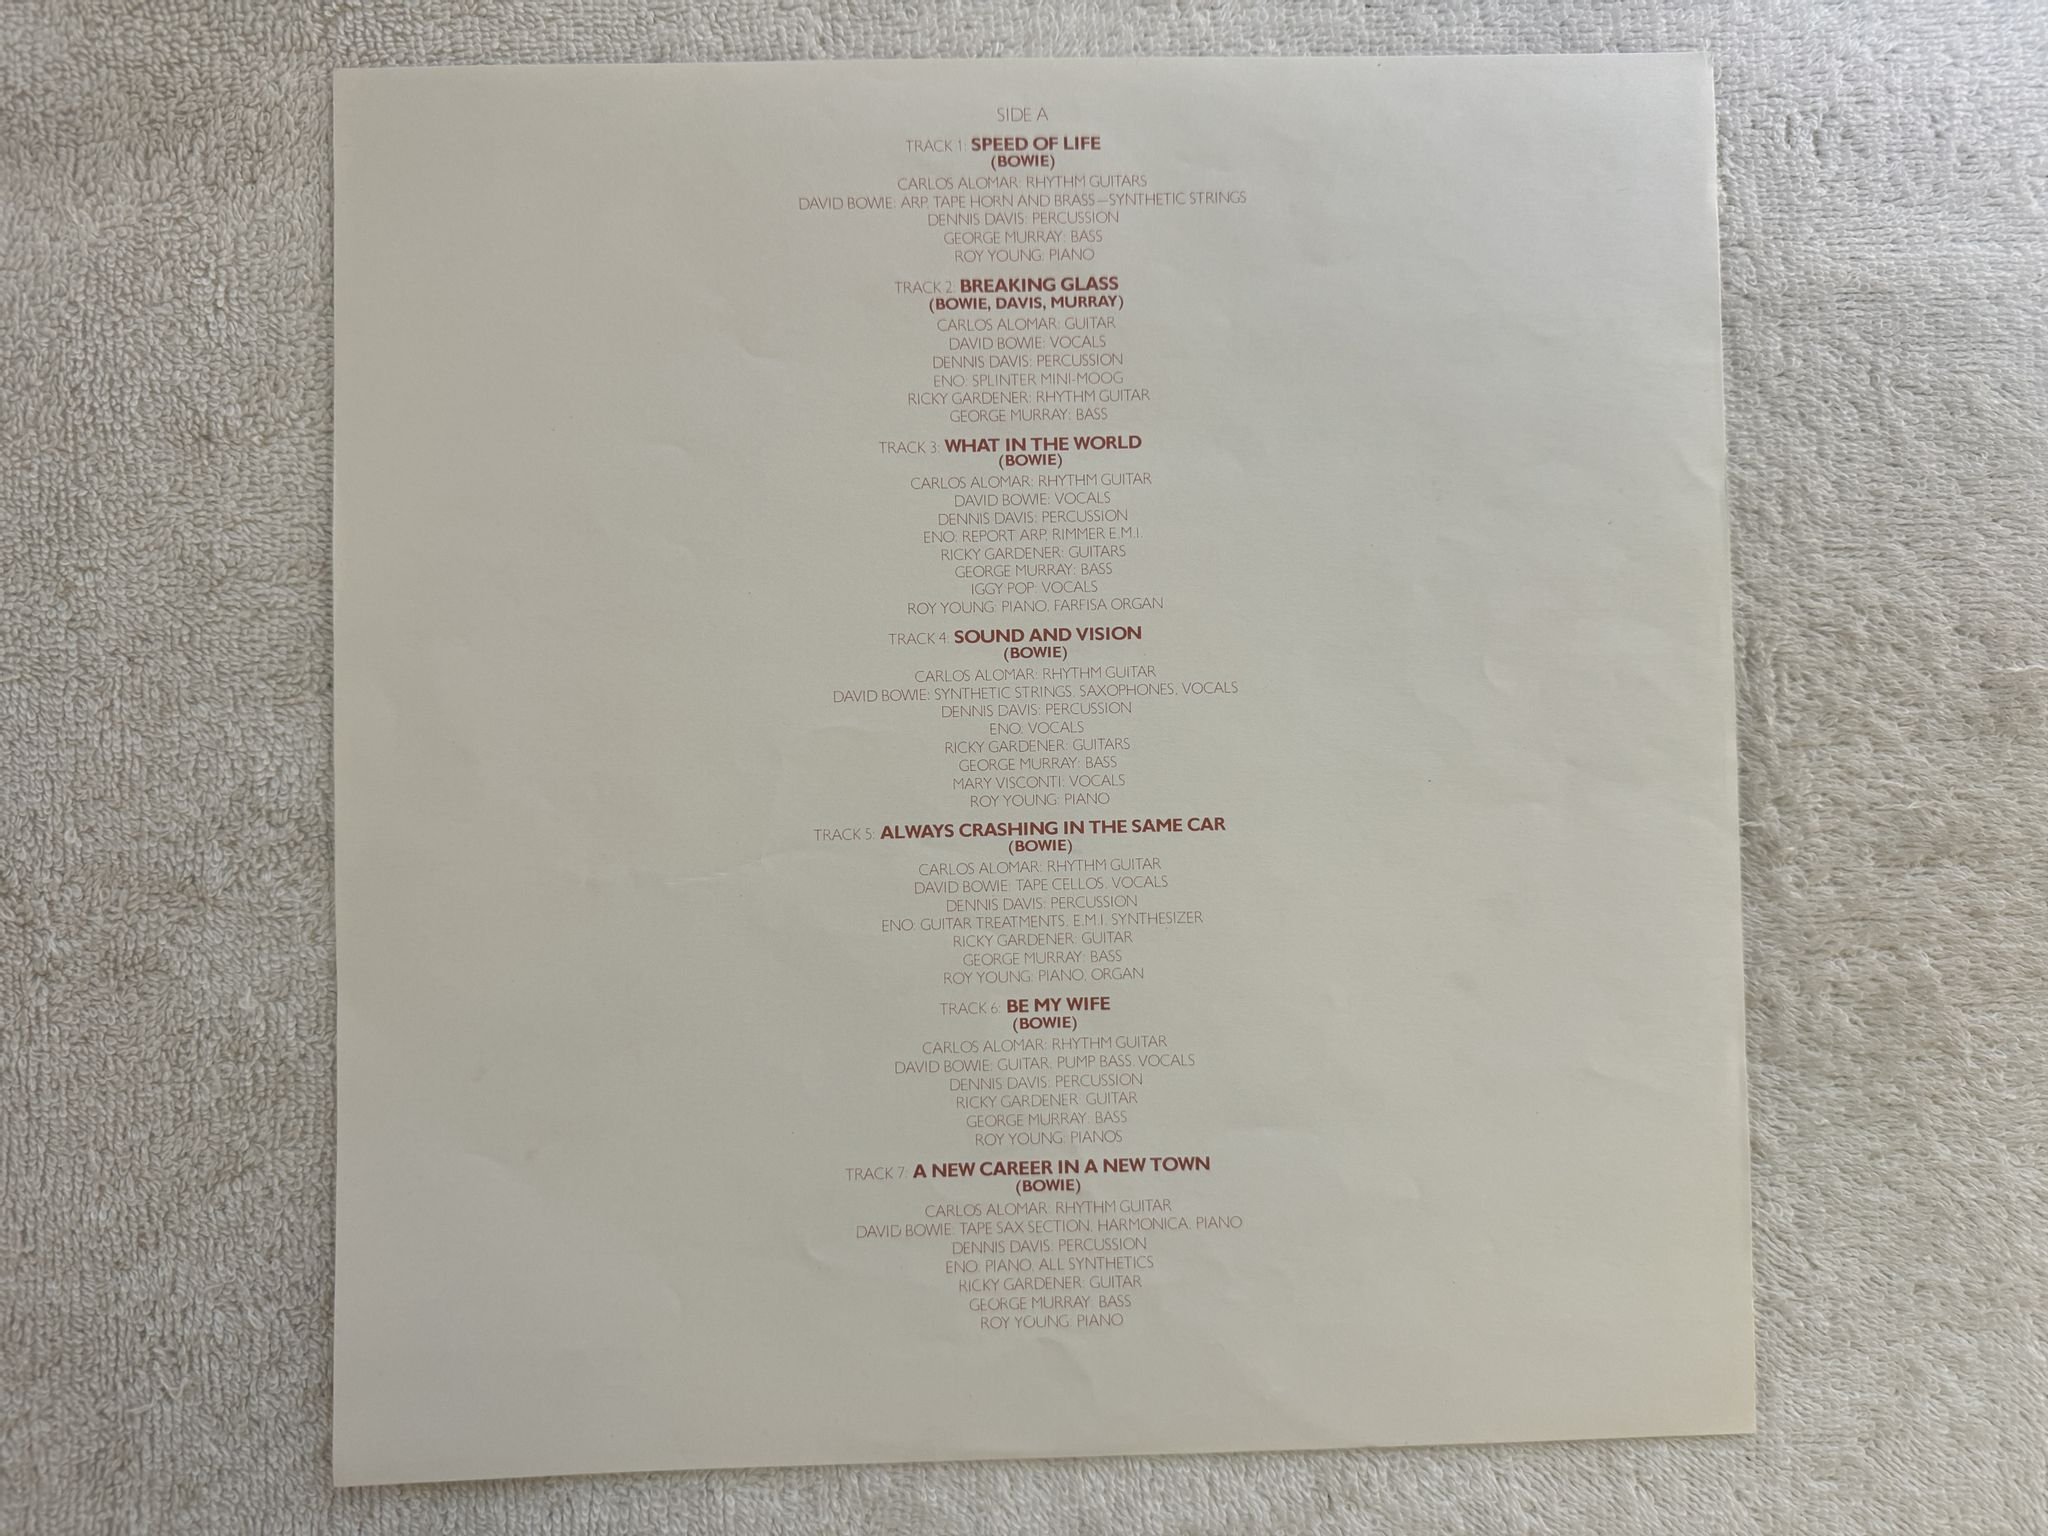 SIDE A
TRACK 1: SPEED OF LIFE
(BOWIE)
CARLOS ALOMAR: RHYTHM GUITARS
DAVID BOWIE: ARP, TAPE HORN AND BRASS—SYNTHETIC STRINGS
DENNIS DAVIS: PERCUSSION
GEORGE MURRAY: BASS
ROY YOUNG: PIANO
TRACK 2: BREAKING GLASS
(BOWIE, DAVIS, MURRAY)
CARLOS ALOMAR: GUITAR
DAVID BOWIE: VOCALS
DENNIS DAVIS: PERCUSSION
ENO: SPLINTER MINI-MOOG
RICKY GARDENER: RHYTHM GUITAR
GEORGE MURRAY: BASS
TRACK 3: WHAT IN THE WORLD
(BOWIE)
CARLOS ALOMAR: RHYTHM GUITAR
DAVID BOWIE: VOCALS
DENNIS DAVIS: PERCUSSION
ENO: REPORT ARP, RIMMER E.M.I.
RICKY GARDENER: GUITARS
GEORGE MURRAY: BASS
IGGY POP: VOCALS
ROY YOUNG: PIANO, FARFISA ORGAN
TRACK 4: SOUND AND VISION
(BOWIE)
CARLOS ALOMAR: RHYTHM GUITAR
DAVID BOWIE: SYNTHETIC STRINGS, SAXOPHONES, VOCALS
DENNIS DAVIS: PERCUSSION
ENO: VOCALS
RICKY GARDENER: GUITARS
GEORGE MURRAY: BASS
MARY VISCONTI: VOCALS
ROY YOUNG: PIANO
TRACK 5: ALWAYS CRASHING IN THE SAME CAR
(BOWIE)
CARLOS ALOMAR: RHYTHM GUITAR
DAVID BOWIE: TAPE CELLOS, VOCALS
DENNIS DAVIS: PERCUSSION
ENO: GUITAR TREATMENTS, E.M.I. SYNTHESIZER
RICKY GARDENER: GUITAR
GEORGE MURRAY: BASS
ROY YOUNG: PIANO, ORGAN
TRACK 6: BE MY WIFE
(BOWIE)
CARLOS ALOMAR: RHYTHM GUITAR
DAVID BOWIE: GUITAR, PUMP BASS, VOCALS
DENNIS DAVIS: PERCUSSION
RICKY GARDENER: GUITAR
GEORGE MURRAY: BASS
ROY YOUNG: PIANOS
TRACK 7: A NEW CAREER IN A NEW TOWN
(BOWIE)
CARLOS ALOMAR: RHYTHM GUITAR
DAVID BOWIE: TAPE SAX SECTION, HARMONICA, PIANO
DENNIS DAVIS: PERCUSSION
ENO: PIANO, ALL SYNTHETICS
RICKY GARDENER: GUITAR
GEORGE MURRAY: BASS
ROY YOUNG: PIANO